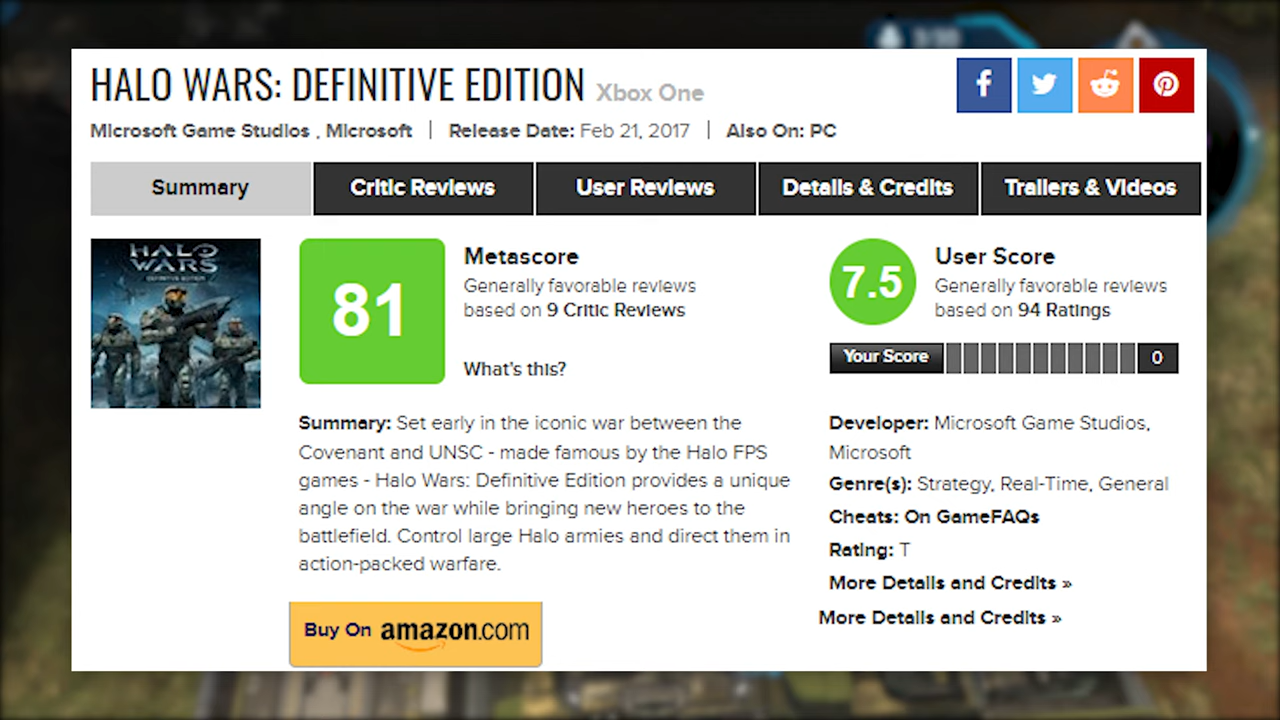 HALO WARS: DEFINITIVE EDITION Xbox One
Microsoft Game Studios , Microsoft | Release Date: Feb 21, 2017 | Also On: PC
Summary Critic Reviews User Reviews Details & Credits Trailers & Videos
HALO
WARS
DEFINITIVE EDITION
81
Metascore
Generally favorable reviews
based on 9 Critic Reviews
What's this?
7.5
User Score
Generally favorable reviews
based on 94 Ratings
Your Score 0
Summary: Set early in the iconic war between the
Covenant and UNSC - made famous by the Halo FPS
games - Halo Wars: Definitive Edition provides a unique
angle on the war while bringing new heroes to the
battlefield. Control large Halo armies and direct them in
action-packed warfare.
Buy On amazon.com
Developer: Microsoft Game Studios,
Microsoft
Genre(s): Strategy, Real-Time, General
Cheats: On GameFAQs
Rating: T
More Details and Credits »
More Details and Credits »